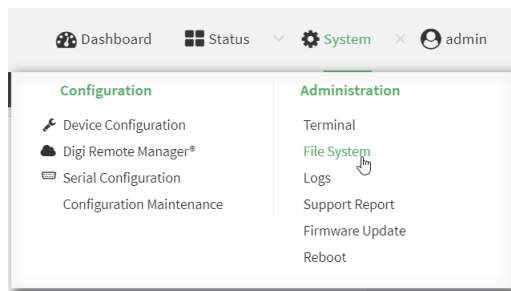 Dashboard Status System admin
Configuration
Device Configuration
Digi Remote Manager®
Serial Configuration
Configuration Maintenance
Administration
Terminal
File System
Logs
Support Report
Firmware Update
Reboot